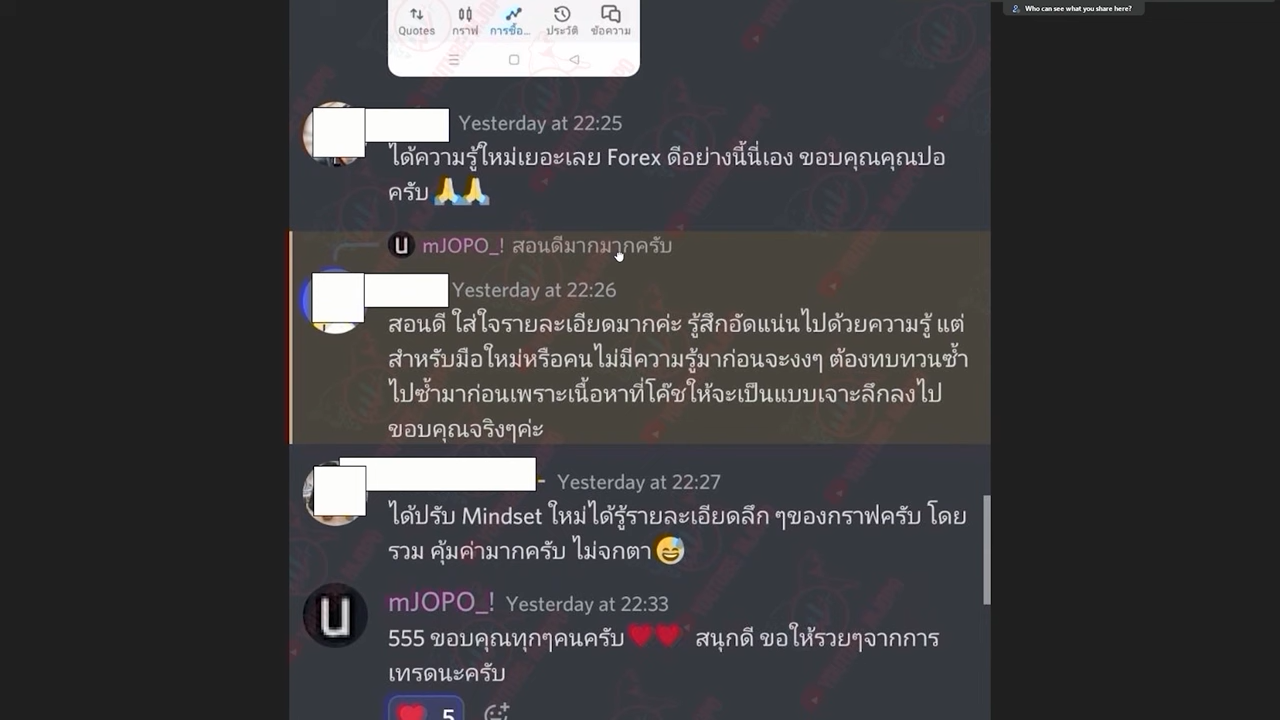 Who can see what you share here?
Quotes กราฟ การซื้อ... ประวัติ ข้อความ
Yesterday at 22:25
ได้ความรู้ใหม่เยอะเลย Forex ดีอย่างนี้นี่เอง ขอบคุณคุณปอ
ครับ 🙏🙏
mJOPO_! สอนดีมากมากครับ
Yesterday at 22:26
สอนดี ใส่ใจรายละเอียดมากค่ะ รู้สึกอัดแน่นไปด้วยความรู้ แต่
สำหรับมือใหม่หรือคนไม่มีความรู้มาก่อนจะงงๆ ต้องทบทวนซ้ำ
ไปซ้ำมาก่อนเพราะเนื้อหาที่โค๊ชให้จะเป็นแบบเจาะลึกลงไป
ขอบคุณจริงๆค่ะ
Yesterday at 22:27
ได้ปรับ Mindset ใหม่ได้รู้รายละเอียดลึก ๆของกราฟครับ โดย
รวม คุ้มค่ามากครับ ไม่จกตา 😅
U mJOPO_! Yesterday at 22:33
555 ขอบคุณทุกๆคนครับ❤️❤️ สนุกดี ขอให้รวยๆจากการ
เทรดนะครับ
❤️ 5